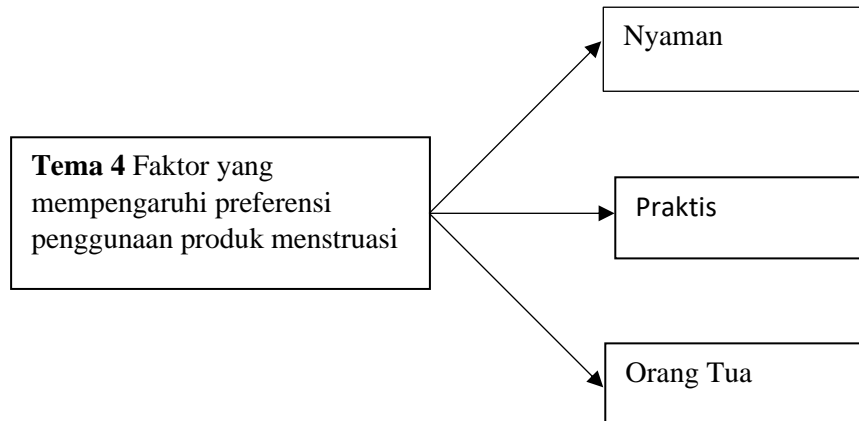 Nyaman
Tema 4 Faktor yang
mempengaruhi preferensi
penggunaan produk menstruasi
Praktis
Orang Tua